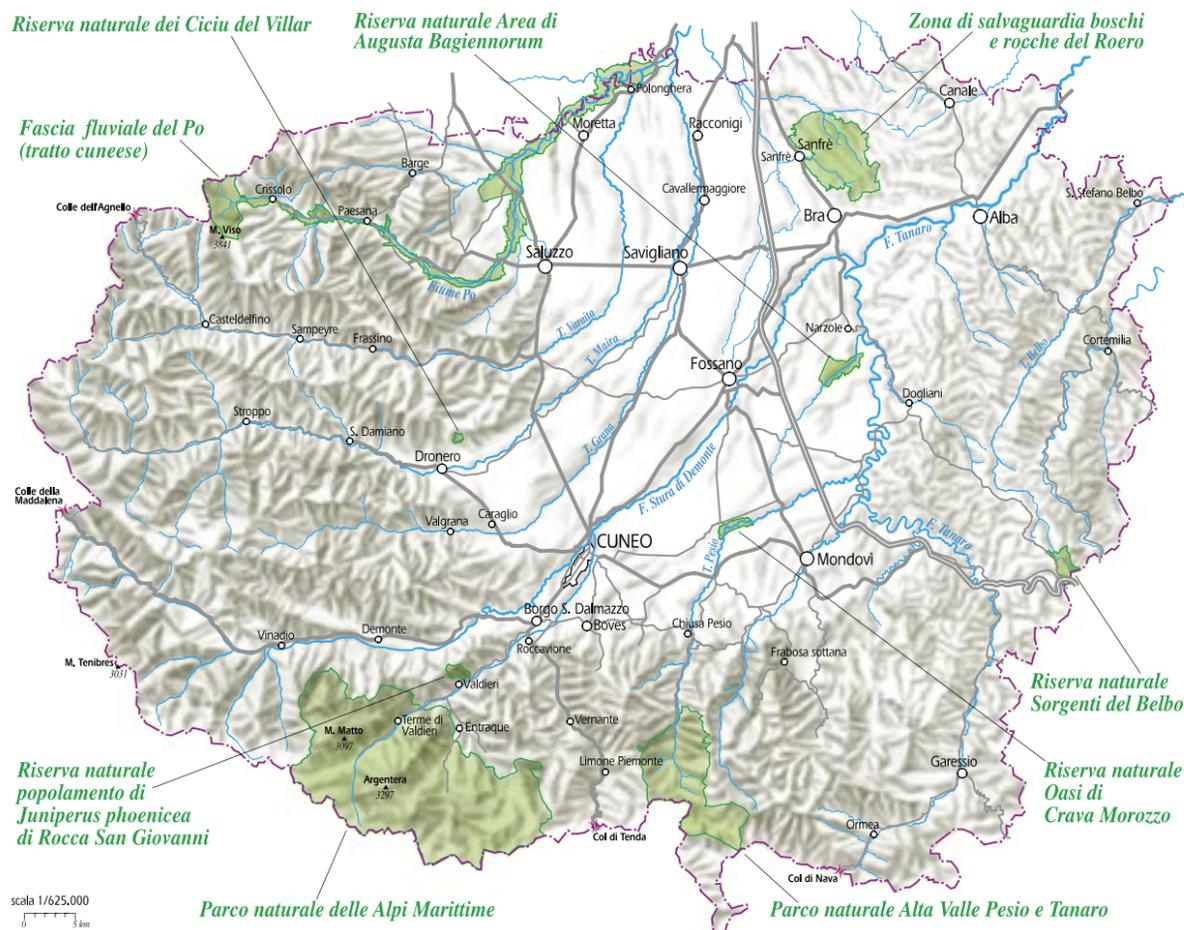 Riserva naturale dei Ciciu del Villar
Riserva naturale Area di
Augusta Bagiennorum
Zona di salvaguardia boschi
e rocche del Roero
Fascia fluviale del Po
(tratto cuneese)
Polonghera
Canale
Moretta
Racconigi
Sanfrè
Sanfrè
Barge
Crissolo
Cavallermaggiore
S. Stefano Belbo
Colle dell'Agnello
Paesana
Bra
Alba
M. Viso
3841
F. Tanaro
Saluzzo
Savigliano
Fiume Po
Casteldelfino
T. Varaita
Sampeyre
Frassino
T. Maira
Narzole
T. Belbo
Cortemilia
Fossano
Dogliani
Stroppo
S. Damiano
T. Grana
Dronero
F. Stura di Demonte
Colle della
Maddalena
Valgrana
Caraglio
CUNEO
T. Pesio
F. Tanaro
Mondovì
Borgo S. Dalmazzo
Boves
Chiusa Pesio
Vinadio
Demonte
Roccavione
Frabosa sottana
M. Tenibres
3031
Valdieri
Riserva naturale
Sorgenti del Belbo
Terme di
Valdieri
Entraque
Vernante
M. Matto
3097
Limone Piemonte
Garessio
Argentera
3297
Riserva naturale
popolamento di
Juniperus phoenicea
di Rocca San Giovanni
Riserva naturale
Oasi di
Crava Morozzo
Col di Tenda
Ormea
Col di Nava
scala 1/625.000
0 5 km
Parco naturale delle Alpi Marittime
Parco naturale Alta Valle Pesio e Tanaro